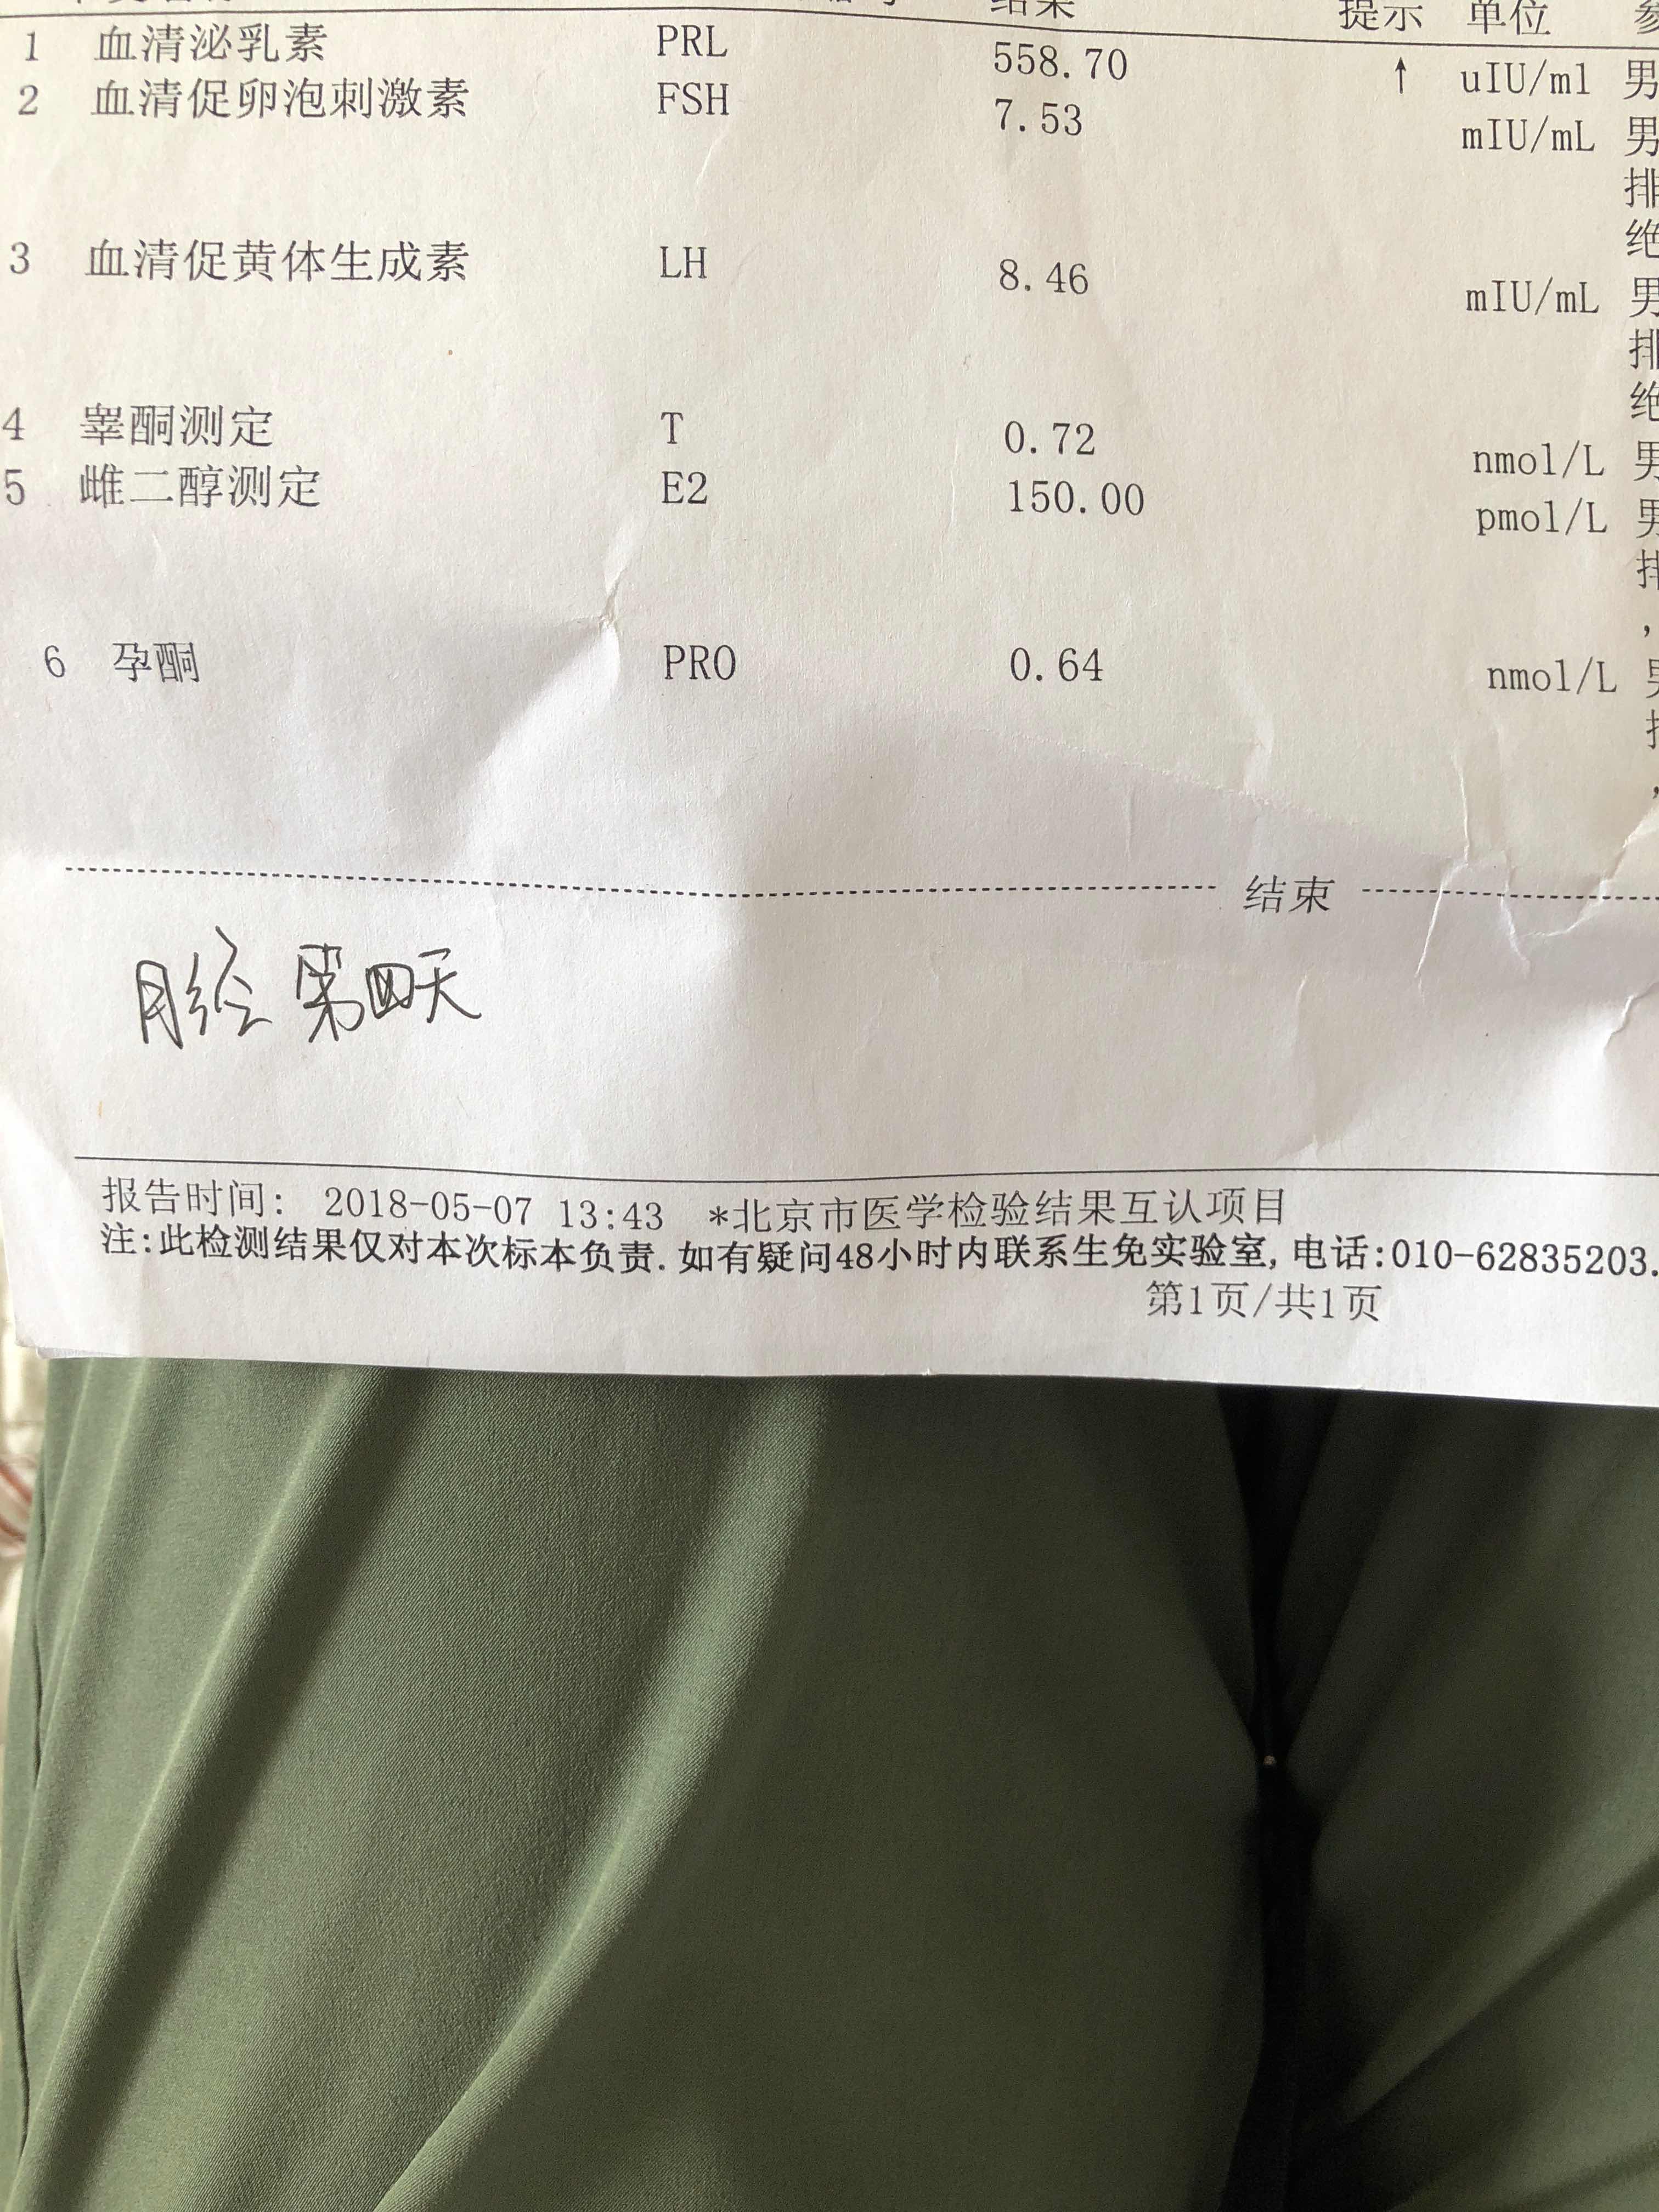 结果 提示 单位
1 血清泌乳素 PRL 558.70 ↑ uIU/ml 男
2 血清促卵泡刺激素 FSH 7.53 mIU/mL 男
排
绝
3 血清促黄体生成素 LH 8.46 mIU/mL 男
排
绝
4 睾酮测定 T 0.72 nmol/L 男
5 雌二醇测定 E2 150.00 pmol/L 男
排
,
6 孕酮 PRO 0.64 nmol/L 男
,
结束
月经第四天
报告时间: 2018-05-07 13:43 *北京市医学检验结果互认项目
注:此检测结果仅对本次标本负责.如有疑问48小时内联系生免实验室,电话:010-62835203.
第1页/共1页